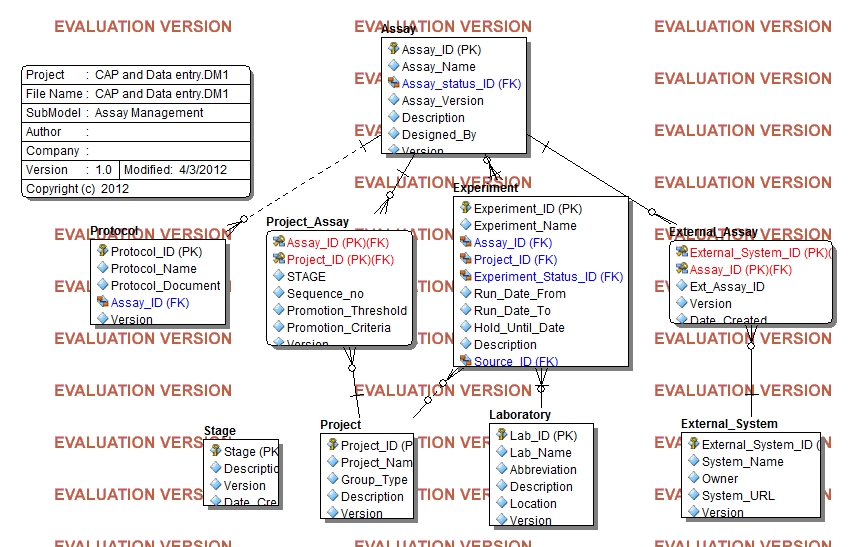 EVALUATION VERSION EVALUATION VERSION EVALUATION VERSION
Project : CAP and Data entry.DM1
File Name : CAP and Data entry.DM1
SubModel : Assay Management
Author :
Company :
Version : 1.0 Modified: 4/3/2012
Copyright (c) 2012
Assay
Assay_ID (PK)
Assay_Name
Assay_status_ID (FK)
Assay_Version
Description
Designed_By
Version
EVALUATION VERSION
EVALUATION VERSION
EVALUATION VERSION
EVALUATION VERSION
Protocol
Protocol_ID (PK)
Protocol_Name
Protocol_Document
Assay_ID (FK)
Version
Project_Assay
Assay_ID (PK)(FK)
Project_ID (PK)(FK)
STAGE
Sequence_no
Promotion_Threshold
Promotion_Criteria
Version
Experiment
Experiment_ID (PK)
Experiment_Name
Assay_ID (FK)
Project_ID (FK)
Experiment_Status_ID (FK)
Run_Date_From
Run_Date_To
Hold_Until_Date
Description
Source_ID (FK)
External_Assay
External_System_ID (PK)(
Assay_ID (PK)(FK)
Ext_Assay_ID
Version
Date_Created
EVALUATION VERSION
EVALUATION VERSION EVALUATION VERSION EVALUATION VERSION
Stage
Stage (PK
Descriptio
Version
Date_Cre
Project
Project_ID (P
Project_Nam
Group_Type
Description
Version
Laboratory
Lab_ID (PK)
Lab_Name
Abbreviation
Description
Location
Version
External_System
External_System_ID (
System_Name
Owner
System_URL
Version
EVALUATION VERSION EVALUATION VERSION EVALUATION VERSION